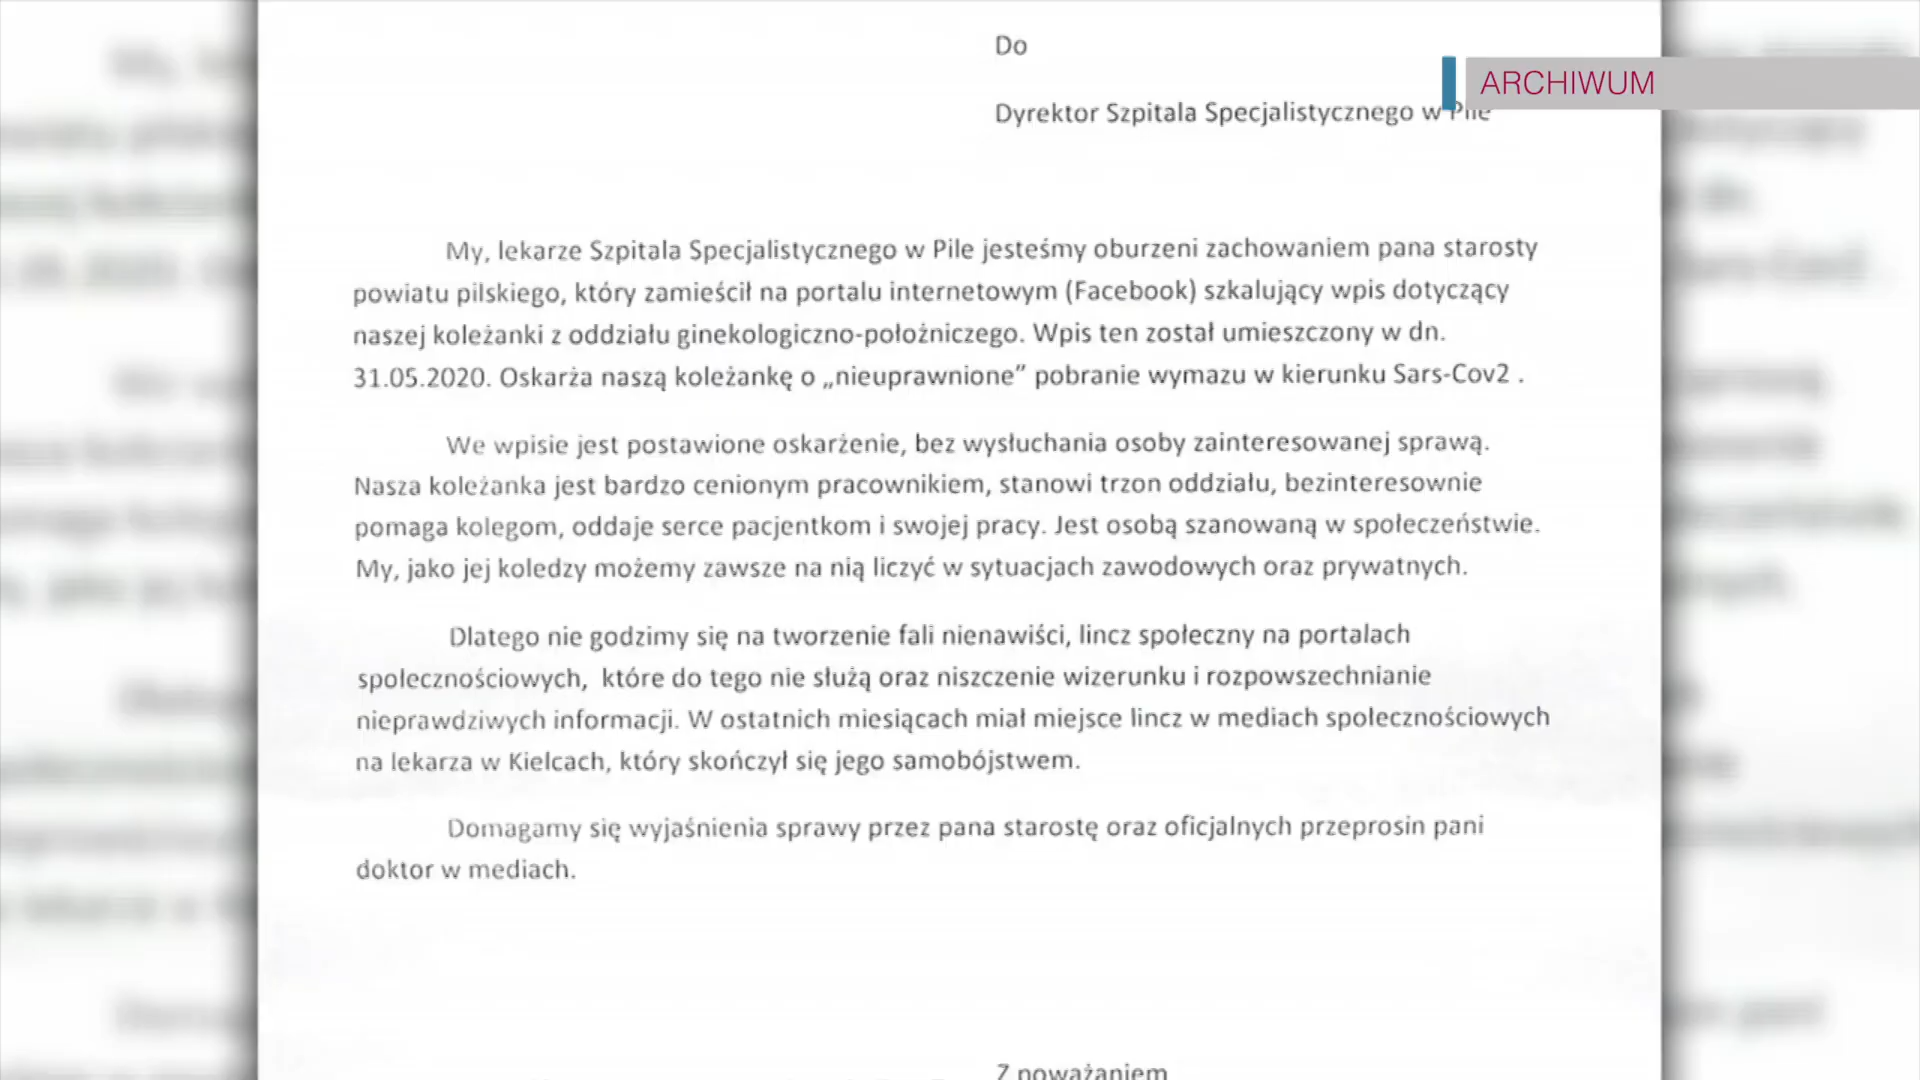 Do
ARCHIWUM
Dyrektor Szpitala Specjalistycznego w Pile
My, lekarze Szpitala Specjalistycznego w Pile jesteśmy oburzeni zachowaniem pana starosty
powiatu pilskiego, który zamieścił na portalu internetowym (Facebook) szkalujący wpis dotyczący
naszej koleżanki z oddziału ginekologiczno-położniczego. Wpis ten został umieszczony w dn.
31.05.2020. Oskarża naszą koleżankę o „nieuprawnione” pobranie wymazu w kierunku Sars-Cov2 .
We wpisie jest postawione oskarżenie, bez wysłuchania osoby zainteresowanej sprawą.
Nasza koleżanka jest bardzo cenionym pracownikiem, stanowi trzon oddziału, bezinteresownie
pomaga kolegom, oddaje serce pacjentkom i swojej pracy. Jest osobą szanowaną w społeczeństwie.
My, jako jej koledzy możemy zawsze na nią liczyć w sytuacjach zawodowych oraz prywatnych.
Dlatego nie godzimy się na tworzenie fali nienawiści, lincz społeczny na portalach
społecznościowych, które do tego nie służą oraz niszczenie wizerunku i rozpowszechnianie
nieprawdziwych informacji. W ostatnich miesiącach miał miejsce lincz w mediach społecznościowych
na lekarza w Kielcach, który skończył się jego samobójstwem.
Domagamy się wyjaśnienia sprawy przez pana starostę oraz oficjalnych przeprosin pani
doktor w mediach.
Z poważaniem